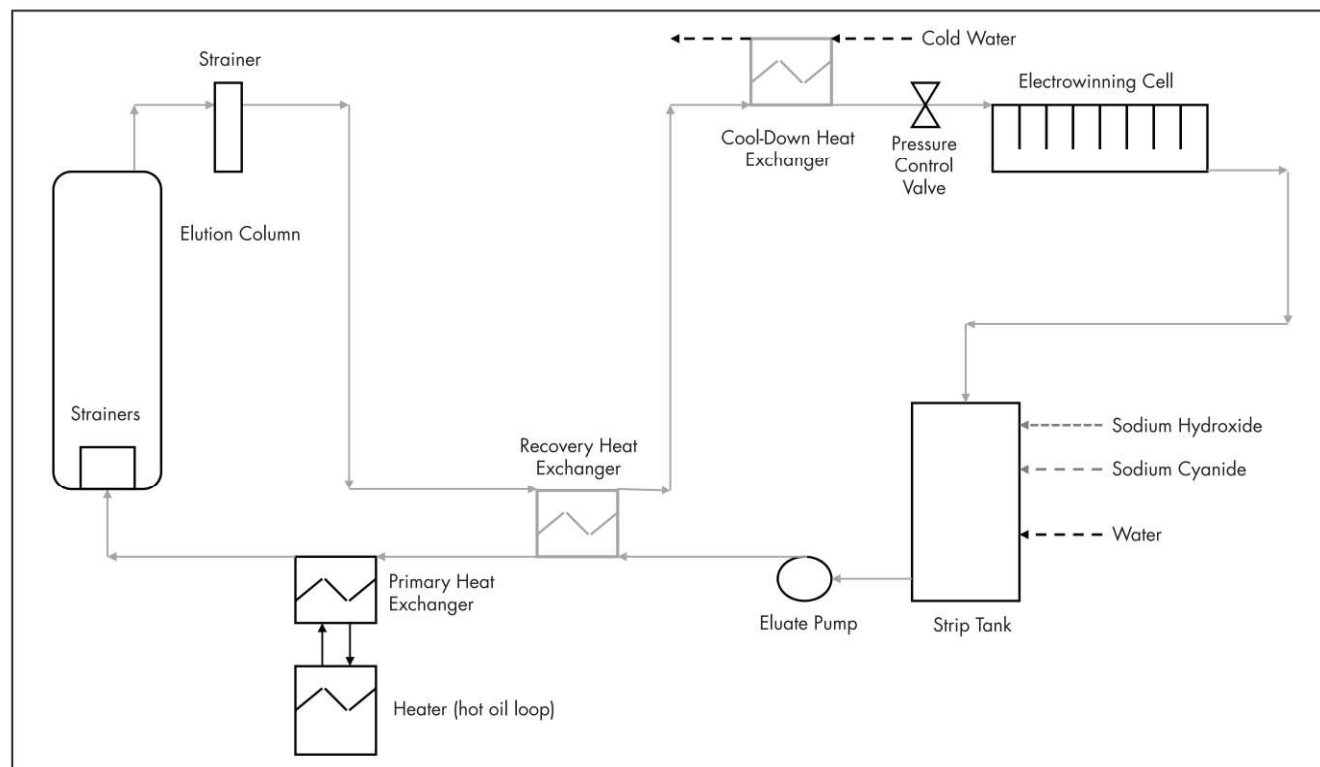 Cold Water
Strainer
Electrowinning Cell
Cool-Down Heat
Exchanger
Pressure
Control
Valve
Elution Column
Strainers
Recovery Heat
Exchanger
Sodium Hydroxide
Sodium Cyanide
Water
Primary Heat
Exchanger
Eluate Pump
Strip Tank
Heater (hot oil loop)